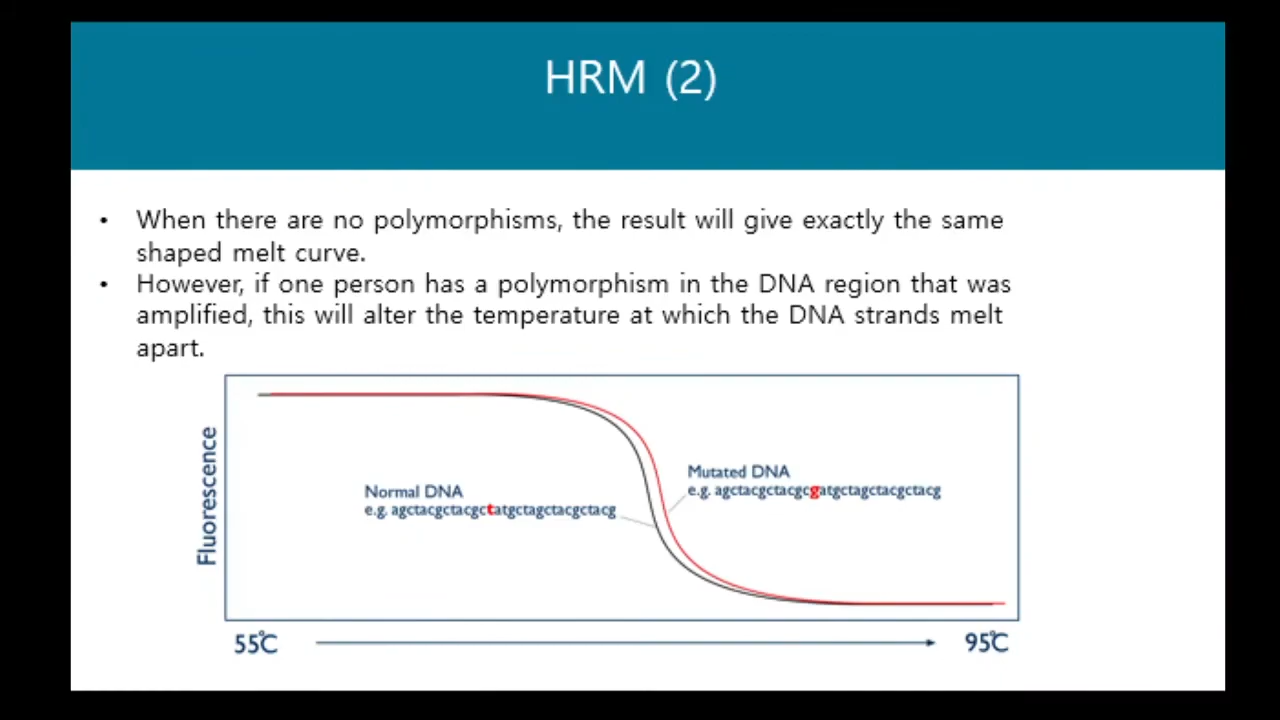 HRM (2)
• When there are no polymorphisms, the result will give exactly the same
shaped melt curve.
• However, if one person has a polymorphism in the DNA region that was
amplified, this will alter the temperature at which the DNA strands melt
apart.
Fluorescence
Mutated DNA
e.g. agctacgctacgcgatgctagctacgctacg
Normal DNA
e.g. agctacgctacgctatgctagctacgctacg
55℃
95℃